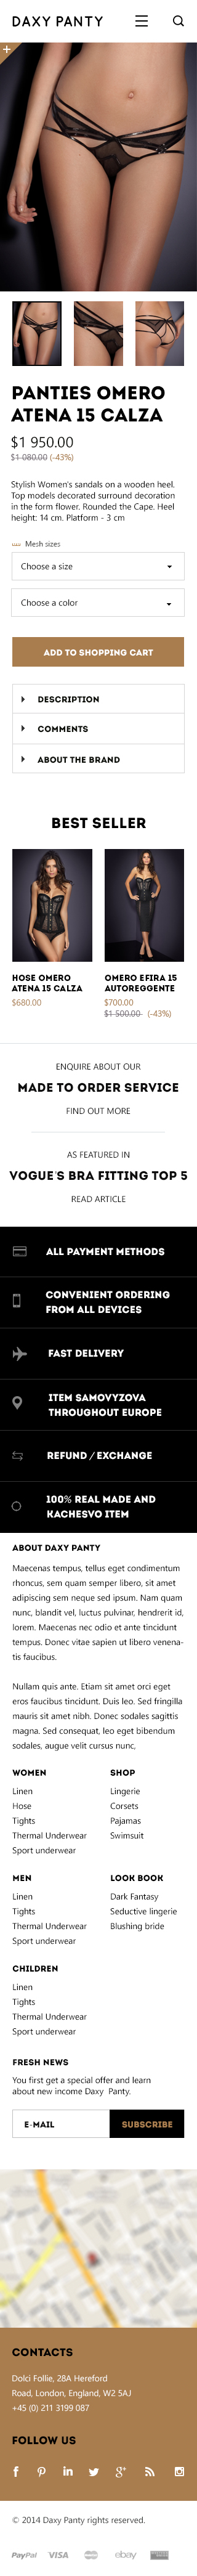 DAXY PANTY
PANTIES OMERO
ATENA 15 CALZA
$1 950.00
$1 080.00 (-43%)
Stylish Women's sandals on a wooden heel.
Top models decorated surround decoration
in the form flower. Rounded the Cape. Heel
height: 14 cm. Platform - 3 cm
Mesh sizes
Choose a size
Choose a color
ADD TO SHOPPING CART
DESCRIPTION
COMMENTS
ABOUT THE BRAND
BEST SELLER
HOSE OMERO
ATENA 15 CALZA
$680.00
OMERO EFIRA 15
AUTOREGGENTE
$700.00
$1 500.00- (-43%)
ENQUIRE ABOUT OUR
MADE TO ORDER SERVICE
FIND OUT MORE
AS FEATURED IN
VOGUE'S BRA FITTING TOP 5
READ ARTICLE
ALL PAYMENT METHODS
CONVENIENT ORDERING
FROM ALL DEVICES
FAST DELIVERY
ITEM SAMOVYZOVA
THROUGHOUT EUROPE
REFUND / EXCHANGE
100% REAL MADE AND
KACHESVO ITEM
ABOUT DAXY PANTY
Maecenas tempus, tellus eget condimentum
rhoncus, sem quam semper libero, sit amet
adipiscing sem neque sed ipsum. Nam quam
nunc, blandit vel, luctus pulvinar, hendrerit id,
lorem. Maecenas nec odio et ante tincidunt
tempus. Donec vitae sapien ut libero venena-
tis faucibus.
Nullam quis ante. Etiam sit amet orci eget
eros faucibus tincidunt. Duis leo. Sed fringilla
mauris sit amet nibh. Donec sodales sagittis
magna. Sed consequat, leo eget bibendum
sodales, augue velit cursus nunc,
WOMEN
Linen
Hose
Tights
Thermal Underwear
Sport underwear
SHOP
Lingerie
Corsets
Pajamas
Swimsuit
MEN
Linen
Tights
Thermal Underwear
Sport underwear
LOOK BOOK
Dark Fantasy
Seductive lingerie
Blushing bride
CHILDREN
Linen
Tights
Thermal Underwear
Sport underwear
FRESH NEWS
You first get a special offer and learn
about new income Daxy Panty.
E-MAIL
SUBSCRIBE
CONTACTS
Dolci Follie, 28A Hereford
Road, London, England, W2 5AJ
+45 (0) 211 3199 087
FOLLOW US
© 2014 Daxy Panty rights reserved.
PayPal VISA ebay